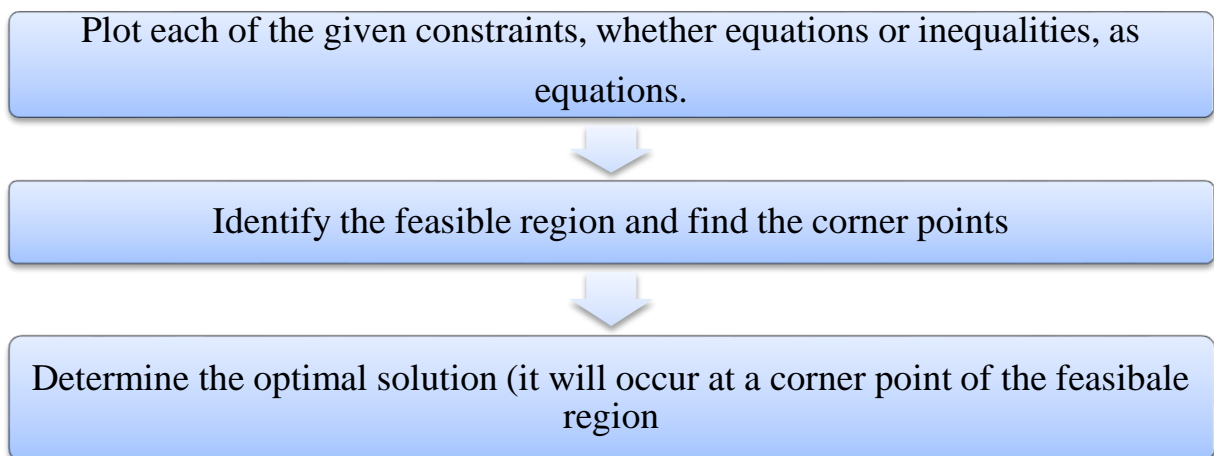 Plot each of the given constraints, whether equations or inequalities, as
equations.
Identify the feasible region and find the corner points
Determine the optimal solution (it will occur at a corner point of the feasibale
region